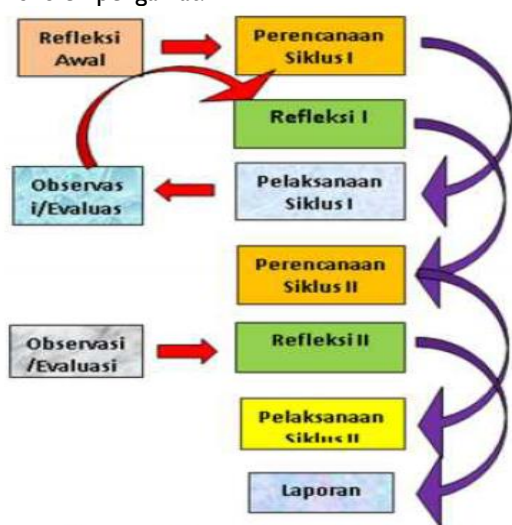 Refleksi
Awal
Perencanaan
Siklus I
Refleksi I
Observas
i/Evaluas
Pelaksanaan
Siklus I
Perencanaan
Siklus II
Observasi
/Evaluasi
Refleksi II
Pelaksanaan
Siklus II
Laporan